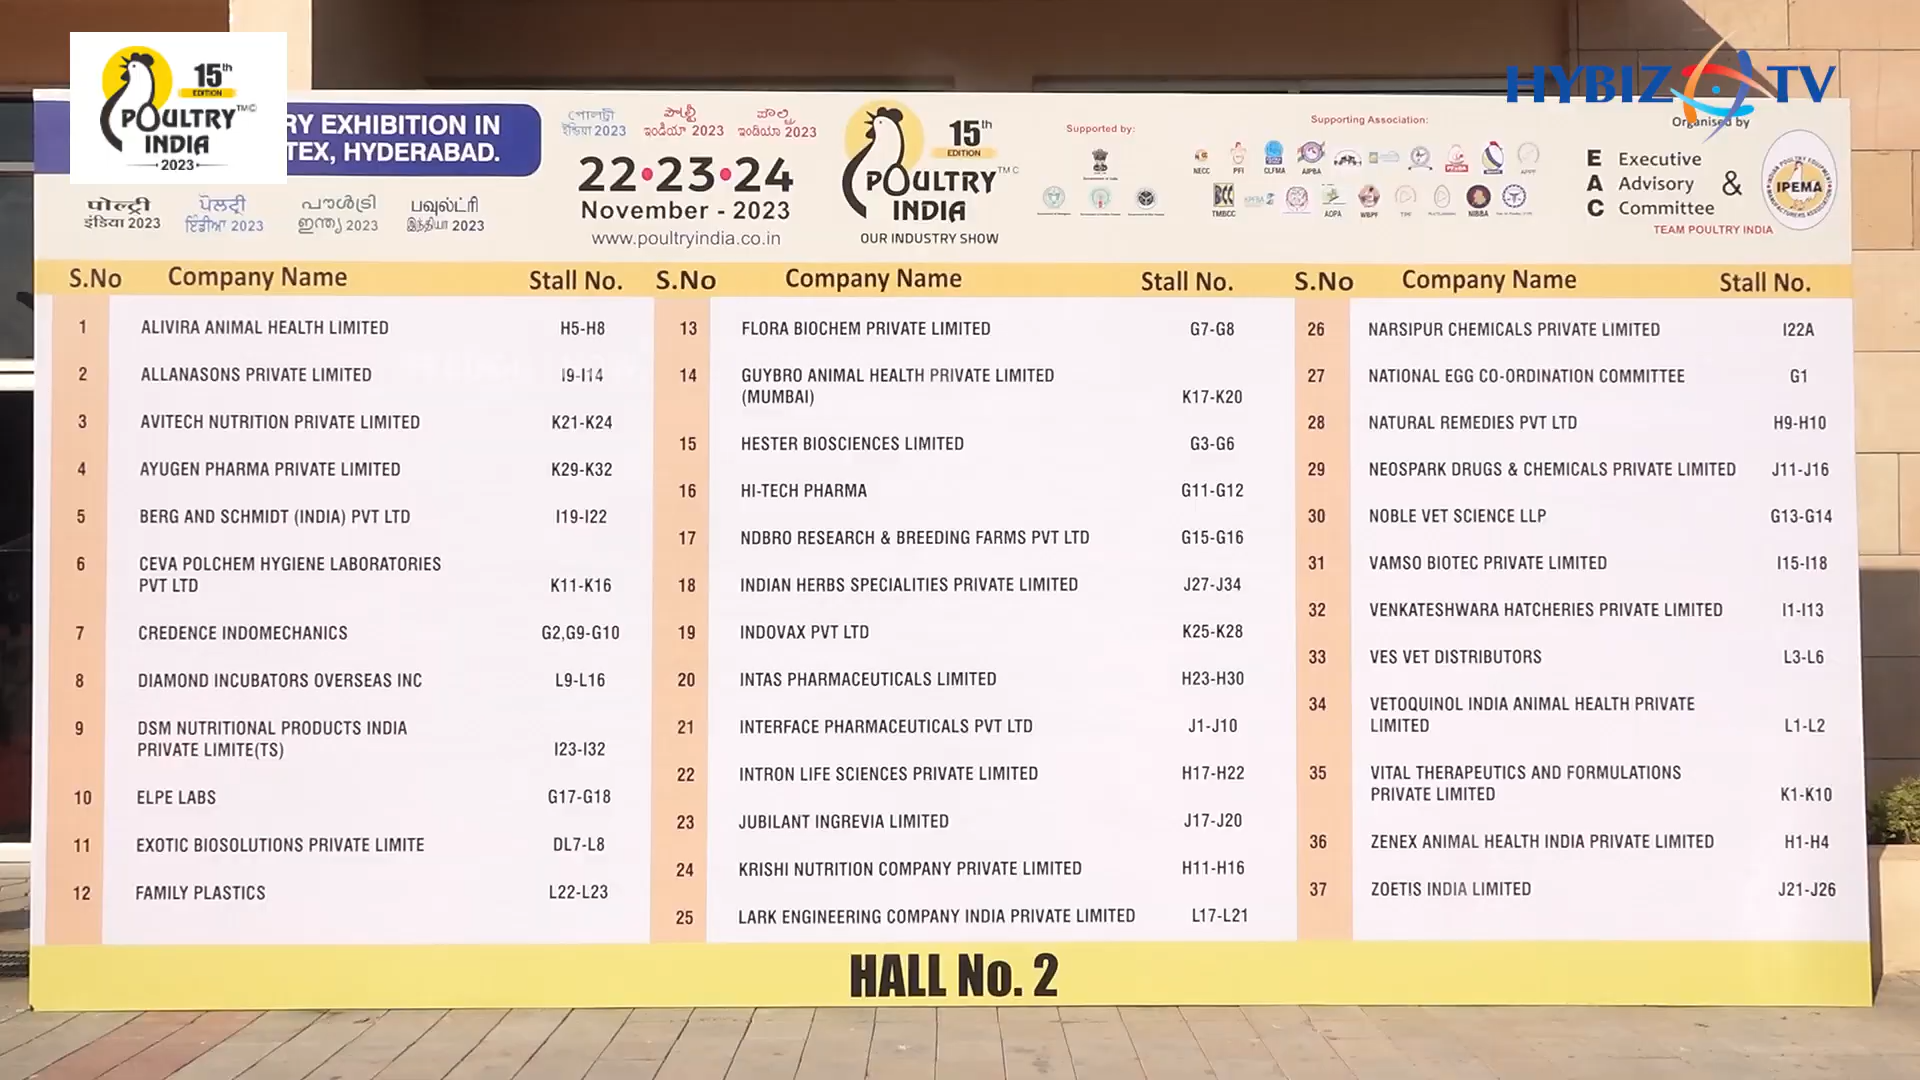 15th
EDITION
POULTRY TM©
INDIA
2023
HYBIZ TV
RY EXHIBITION IN
TEX, HYDERABAD.
पोल्ट्री
इंडिया 2023
ਪੋਲਟ੍ਰੀ
ਇੰਡੀਆ 2023
പൗൾട്രി
ഇന്ത്യ 2023
பவுல்ட்ரி
இந்தியா 2023
পোলট্রী
ইন্ডিয়া 2023
ಪೌಲ್ಟ್ರಿ
ಇಂಡಿಯಾ 2023
పౌల్ట్రీ
ఇండియా 2023
22•23•24
November - 2023
www.poultryindia.co.in
15th
EDITION
POULTRY TM C
INDIA
OUR INDUSTRY SHOW
Supported by:
Supporting Association:
NECC PFI CLFMA AIPBA
TMBCC AOPA WBPF NIBBA
Organised by
E Executive
A Advisory
C Committee
&
IPEMA
TEAM POULTRY INDIA
S.No Company Name Stall No.
1 ALIVIRA ANIMAL HEALTH LIMITED H5-H8
2 ALLANASONS PRIVATE LIMITED I9-I14
3 AVITECH NUTRITION PRIVATE LIMITED K21-K24
4 AYUGEN PHARMA PRIVATE LIMITED K29-K32
5 BERG AND SCHMIDT (INDIA) PVT LTD I19-I22
6 CEVA POLCHEM HYGIENE LABORATORIES
PVT LTD K11-K16
7 CREDENCE INDOMECHANICS G2,G9-G10
8 DIAMOND INCUBATORS OVERSEAS INC L9-L16
9 DSM NUTRITIONAL PRODUCTS INDIA
PRIVATE LIMITE(TS) I23-I32
10 ELPE LABS G17-G18
11 EXOTIC BIOSOLUTIONS PRIVATE LIMITE DL7-L8
12 FAMILY PLASTICS L22-L23
S.No Company Name Stall No.
13 FLORA BIOCHEM PRIVATE LIMITED G7-G8
14 GUYBRO ANIMAL HEALTH PRIVATE LIMITED
(MUMBAI) K17-K20
15 HESTER BIOSCIENCES LIMITED G3-G6
16 HI-TECH PHARMA G11-G12
17 NDBRO RESEARCH & BREEDING FARMS PVT LTD G15-G16
18 INDIAN HERBS SPECIALITIES PRIVATE LIMITED J27-J34
19 INDOVAX PVT LTD K25-K28
20 INTAS PHARMACEUTICALS LIMITED H23-H30
21 INTERFACE PHARMACEUTICALS PVT LTD J1-J10
22 INTRON LIFE SCIENCES PRIVATE LIMITED H17-H22
23 JUBILANT INGREVIA LIMITED J17-J20
24 KRISHI NUTRITION COMPANY PRIVATE LIMITED H11-H16
25 LARK ENGINEERING COMPANY INDIA PRIVATE LIMITED L17-L21
S.No Company Name Stall No.
26 NARSIPUR CHEMICALS PRIVATE LIMITED I22A
27 NATIONAL EGG CO-ORDINATION COMMITTEE G1
28 NATURAL REMEDIES PVT LTD H9-H10
29 NEOSPARK DRUGS & CHEMICALS PRIVATE LIMITED J11-J16
30 NOBLE VET SCIENCE LLP G13-G14
31 VAMSO BIOTEC PRIVATE LIMITED I15-I18
32 VENKATESHWARA HATCHERIES PRIVATE LIMITED I1-I13
33 VES VET DISTRIBUTORS L3-L6
34 VETOQUINOL INDIA ANIMAL HEALTH PRIVATE
LIMITED L1-L2
35 VITAL THERAPEUTICS AND FORMULATIONS
PRIVATE LIMITED K1-K10
36 ZENEX ANIMAL HEALTH INDIA PRIVATE LIMITED H1-H4
37 ZOETIS INDIA LIMITED J21-J26
HALL No. 2